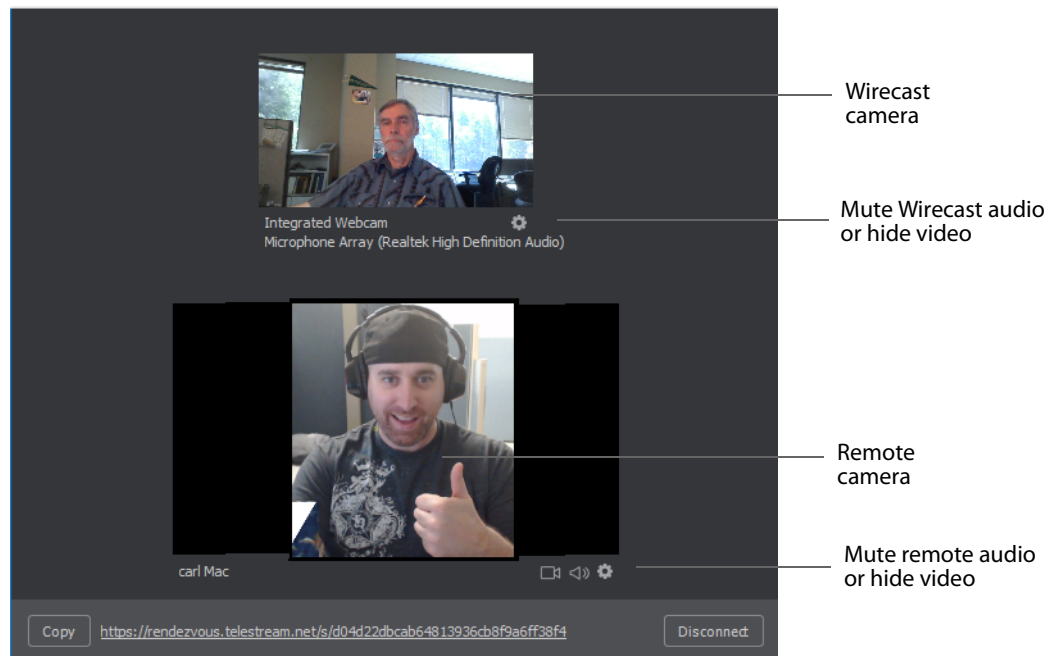 Wirecast
camera
Integrated Webcam
Microphone Array (Realtek High Definition Audio)
Mute Wirecast audio
or hide video
Remote
camera
carl Mac
Mute remote audio
or hide video
Copy
https://rendezvous.telestream.net/s/d04d22dbcab64813936cb8f9a6ff38f4
Disconnect